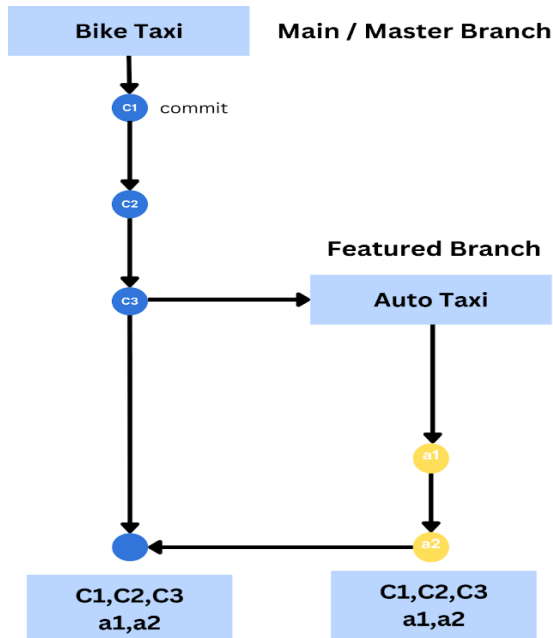 Bike Taxi
Main / Master Branch
C1
commit
C2
Featured Branch
C3
Auto Taxi
a1
a2
C1,C2,C3
a1,a2
C1,C2,C3
a1,a2